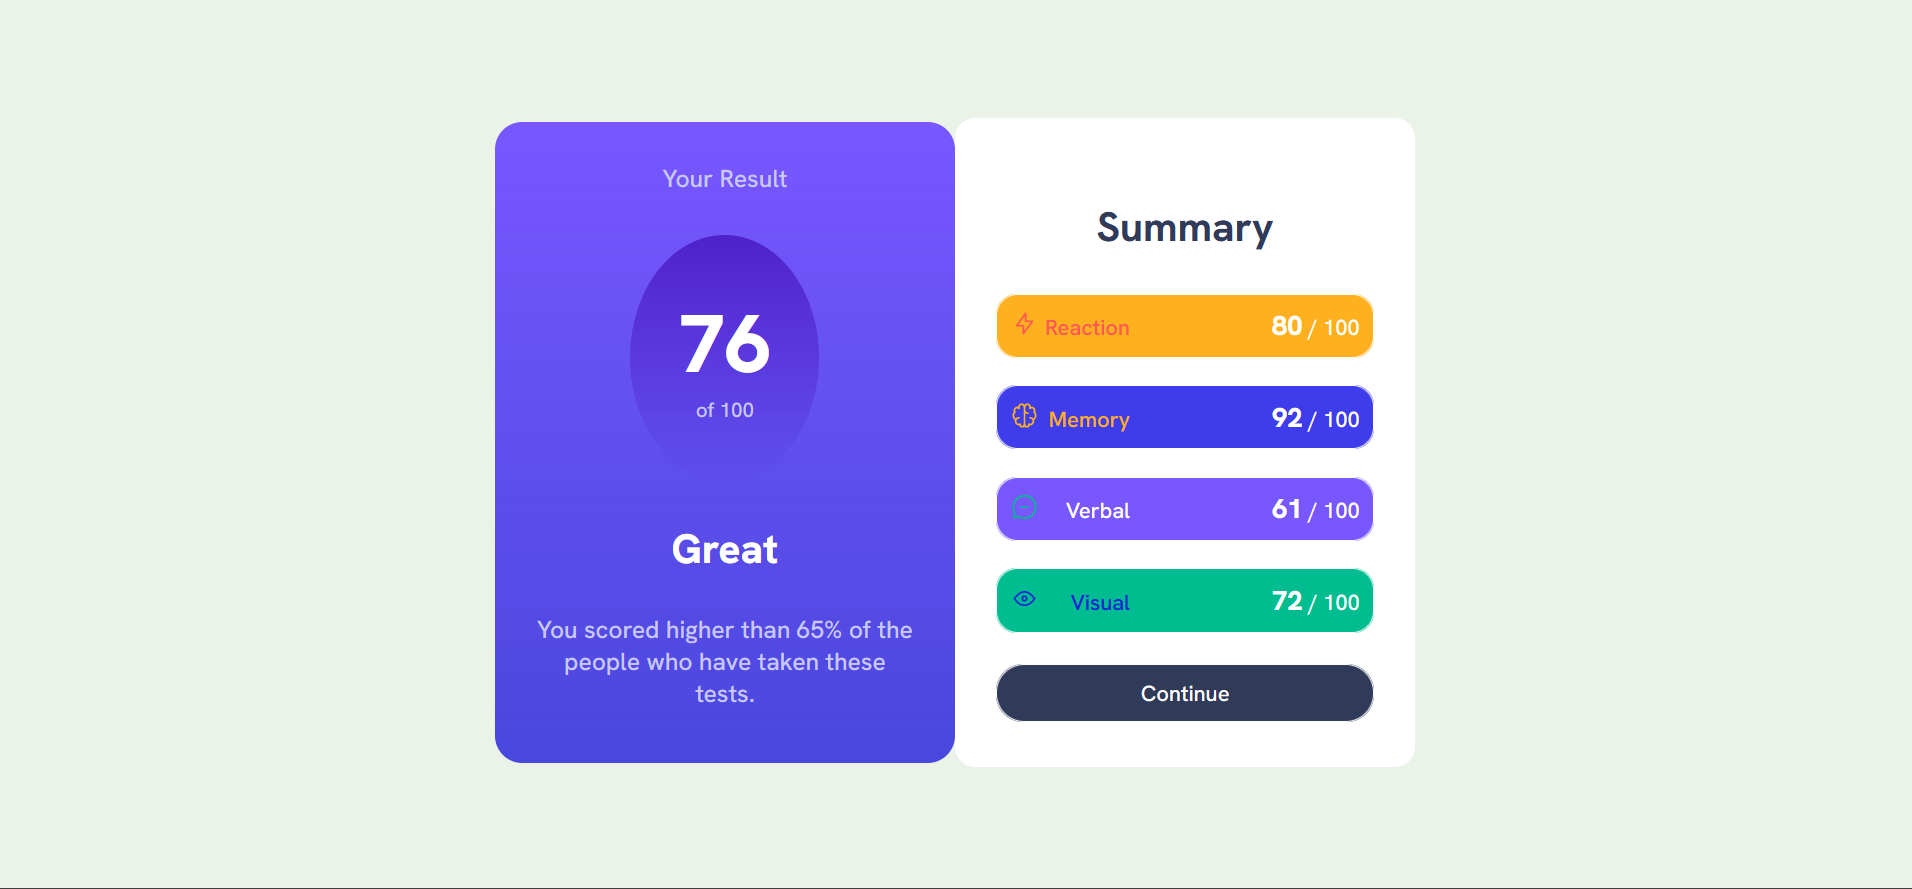 Your Result
76
of 100
Great
You scored higher than 65% of the
people who have taken these
tests.
Summary
Reaction 80 / 100
Memory 92 / 100
Verbal 61 / 100
Visual 72 / 100
Continue